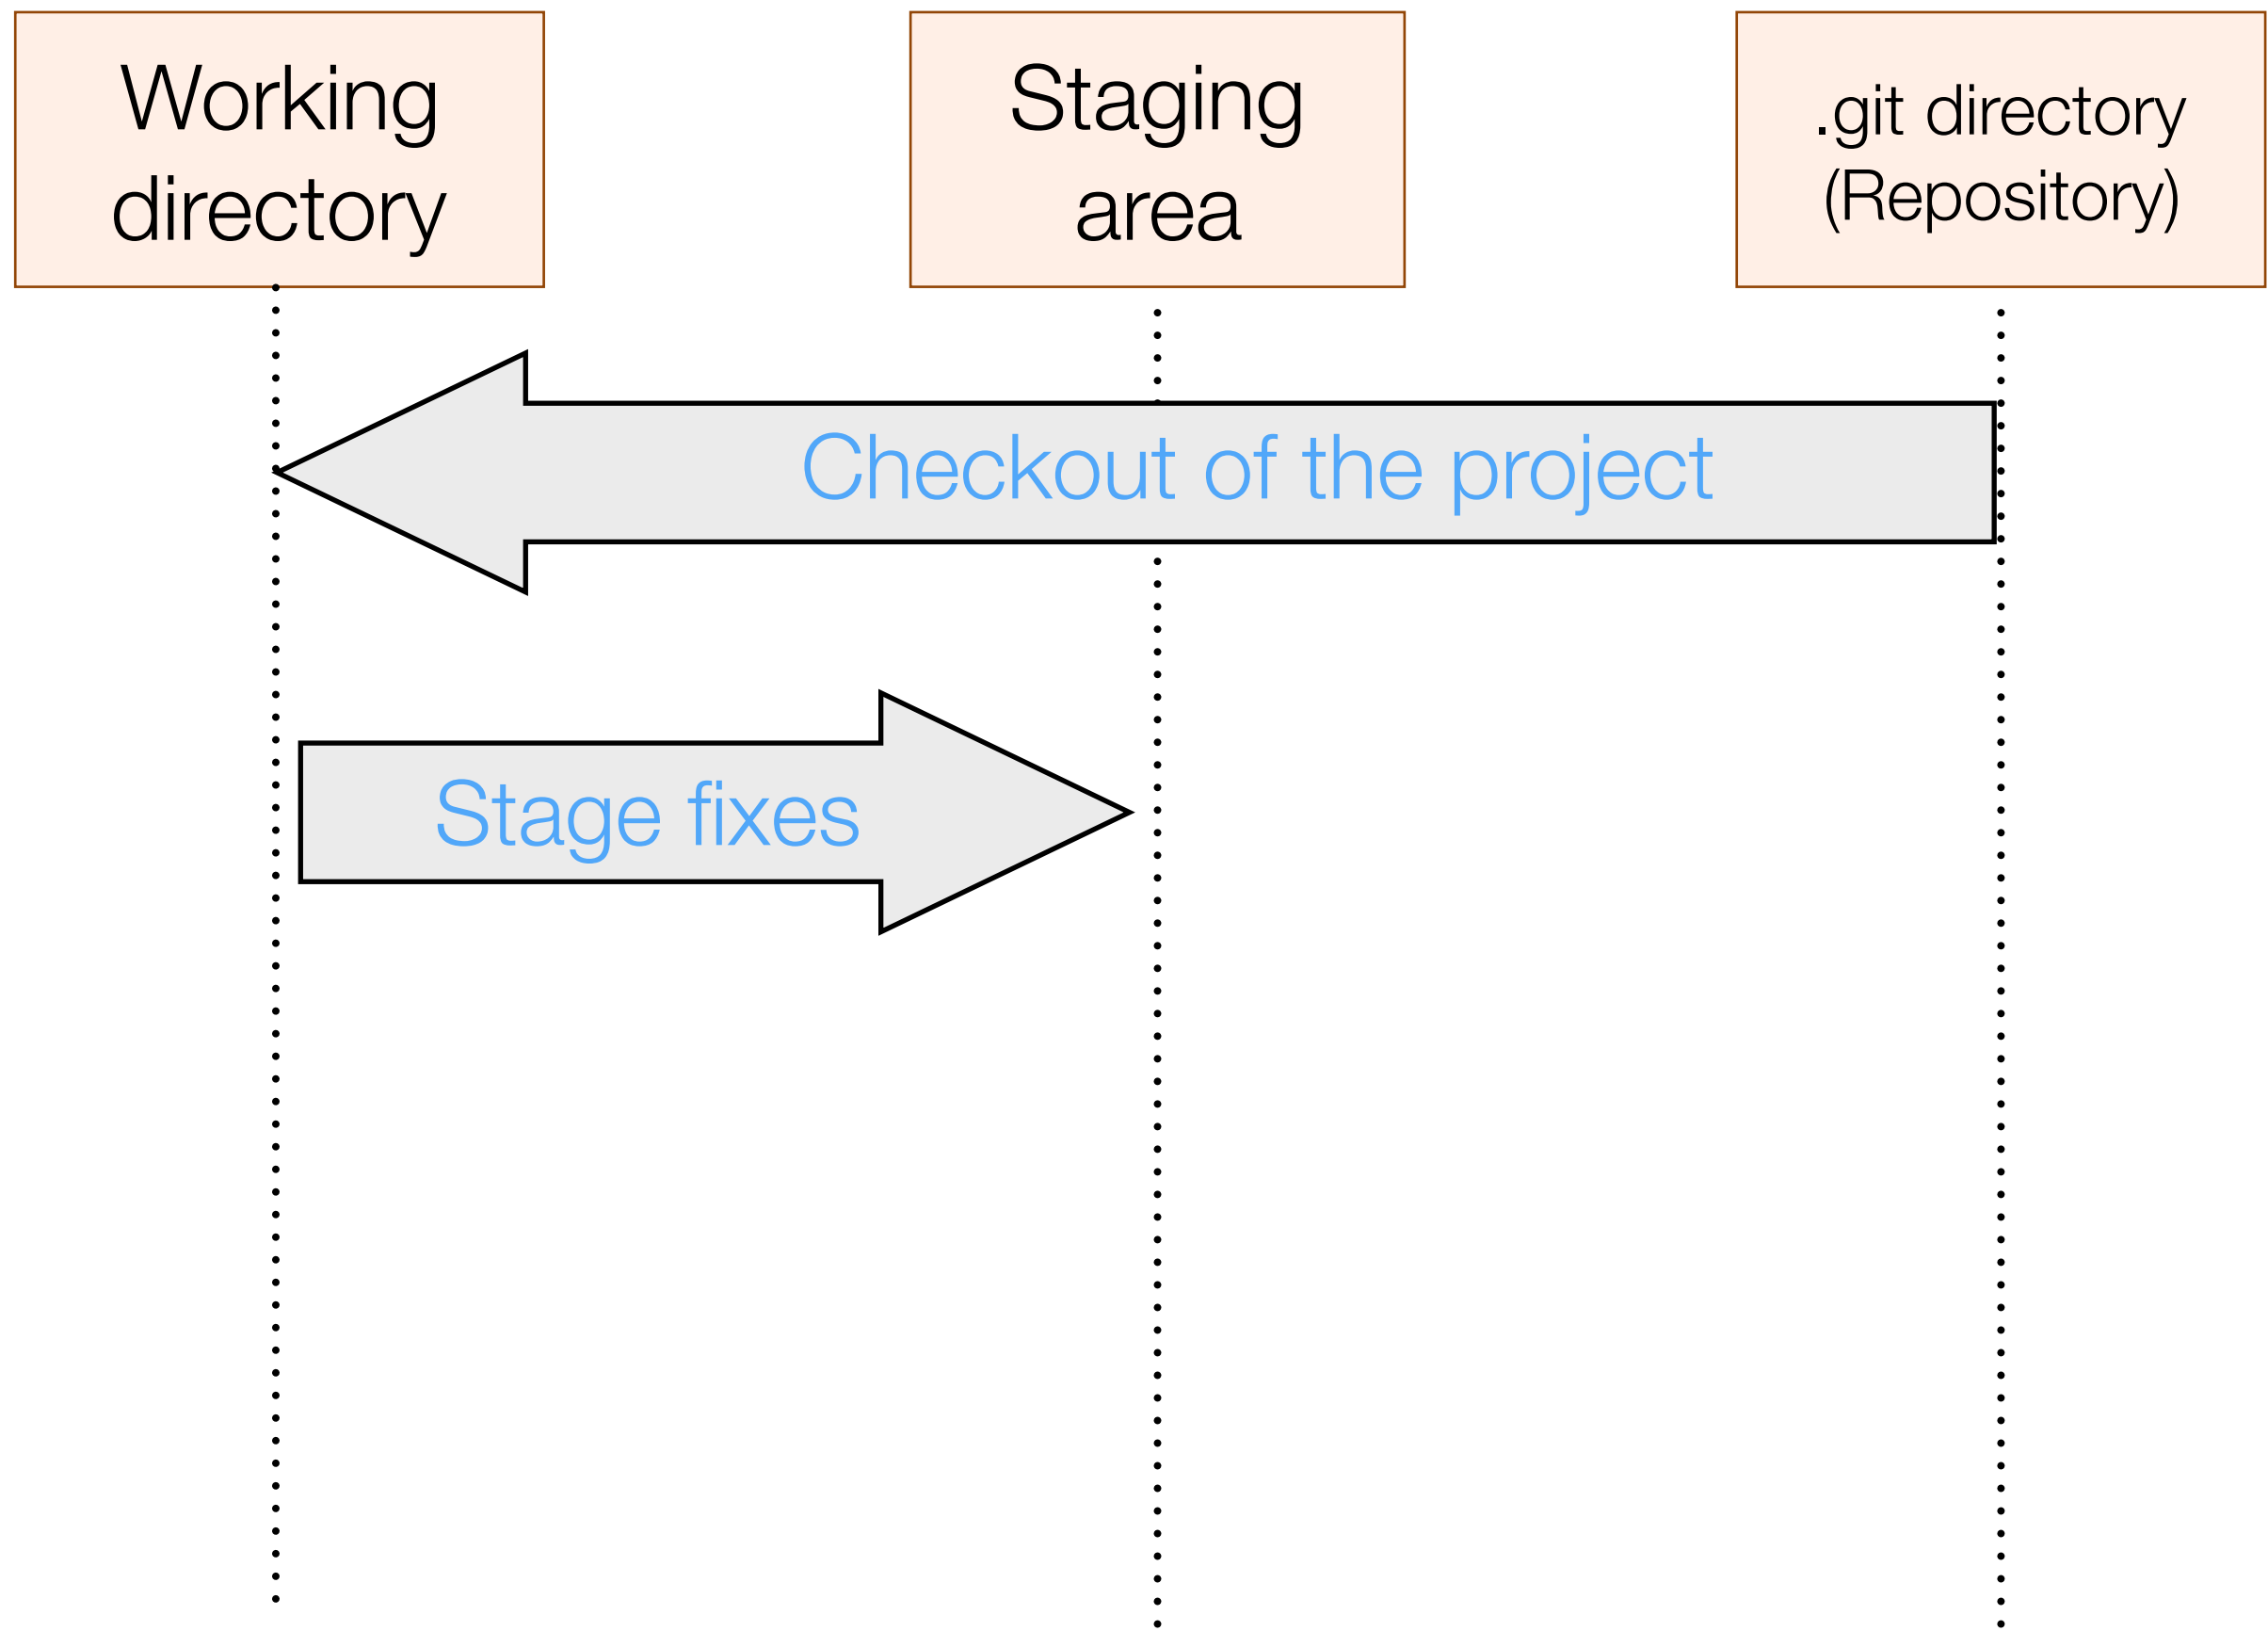 Working
directory
Staging
area
.git directory
(Repository)
Checkout of the project
Stage fixes